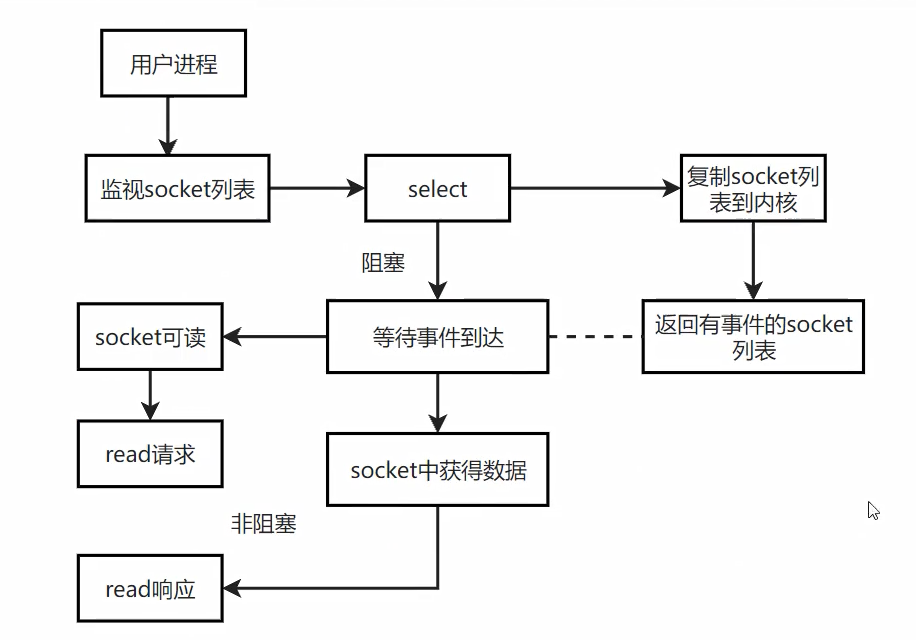 用户进程
监视socket列表
select
复制socket列
表到内核
阻塞
socket可读
等待事件到达
返回有事件的socket
列表
read请求
socket中获得数据
非阻塞
read响应